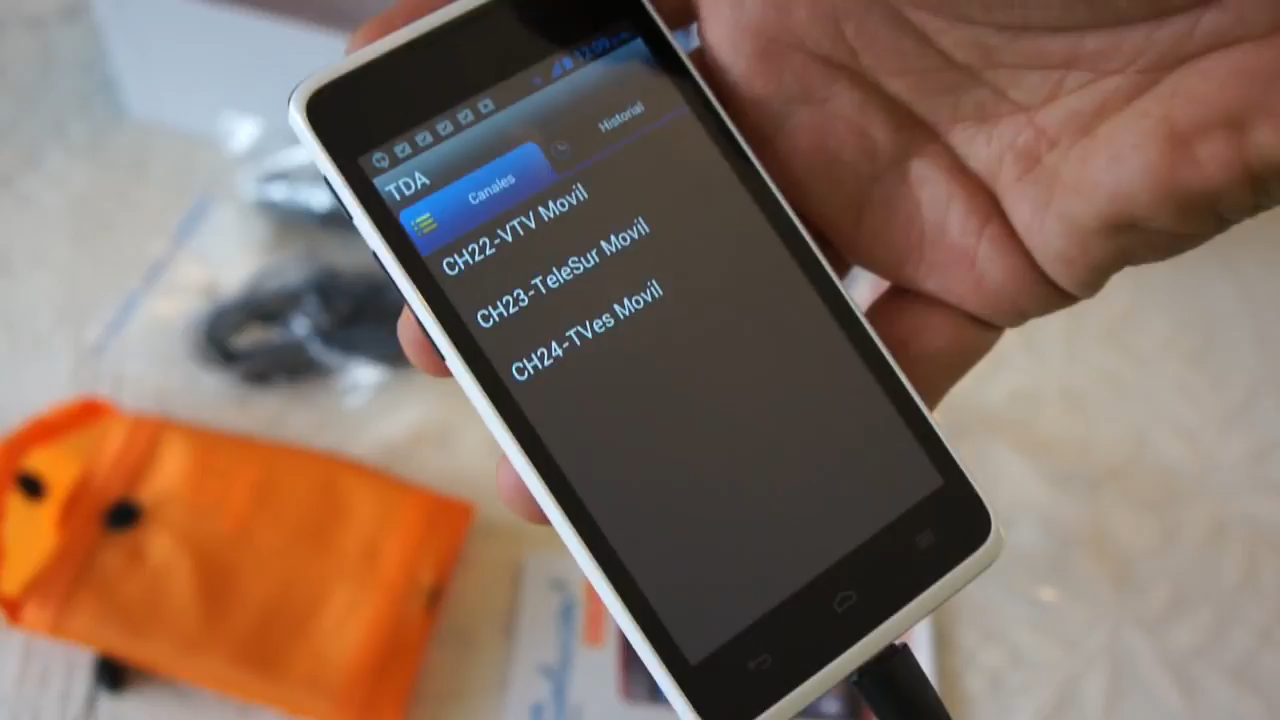 TDA
Canales
Historial
CH22-VTV Movil
CH23-TeleSur Movil
CH24-TVes Movil